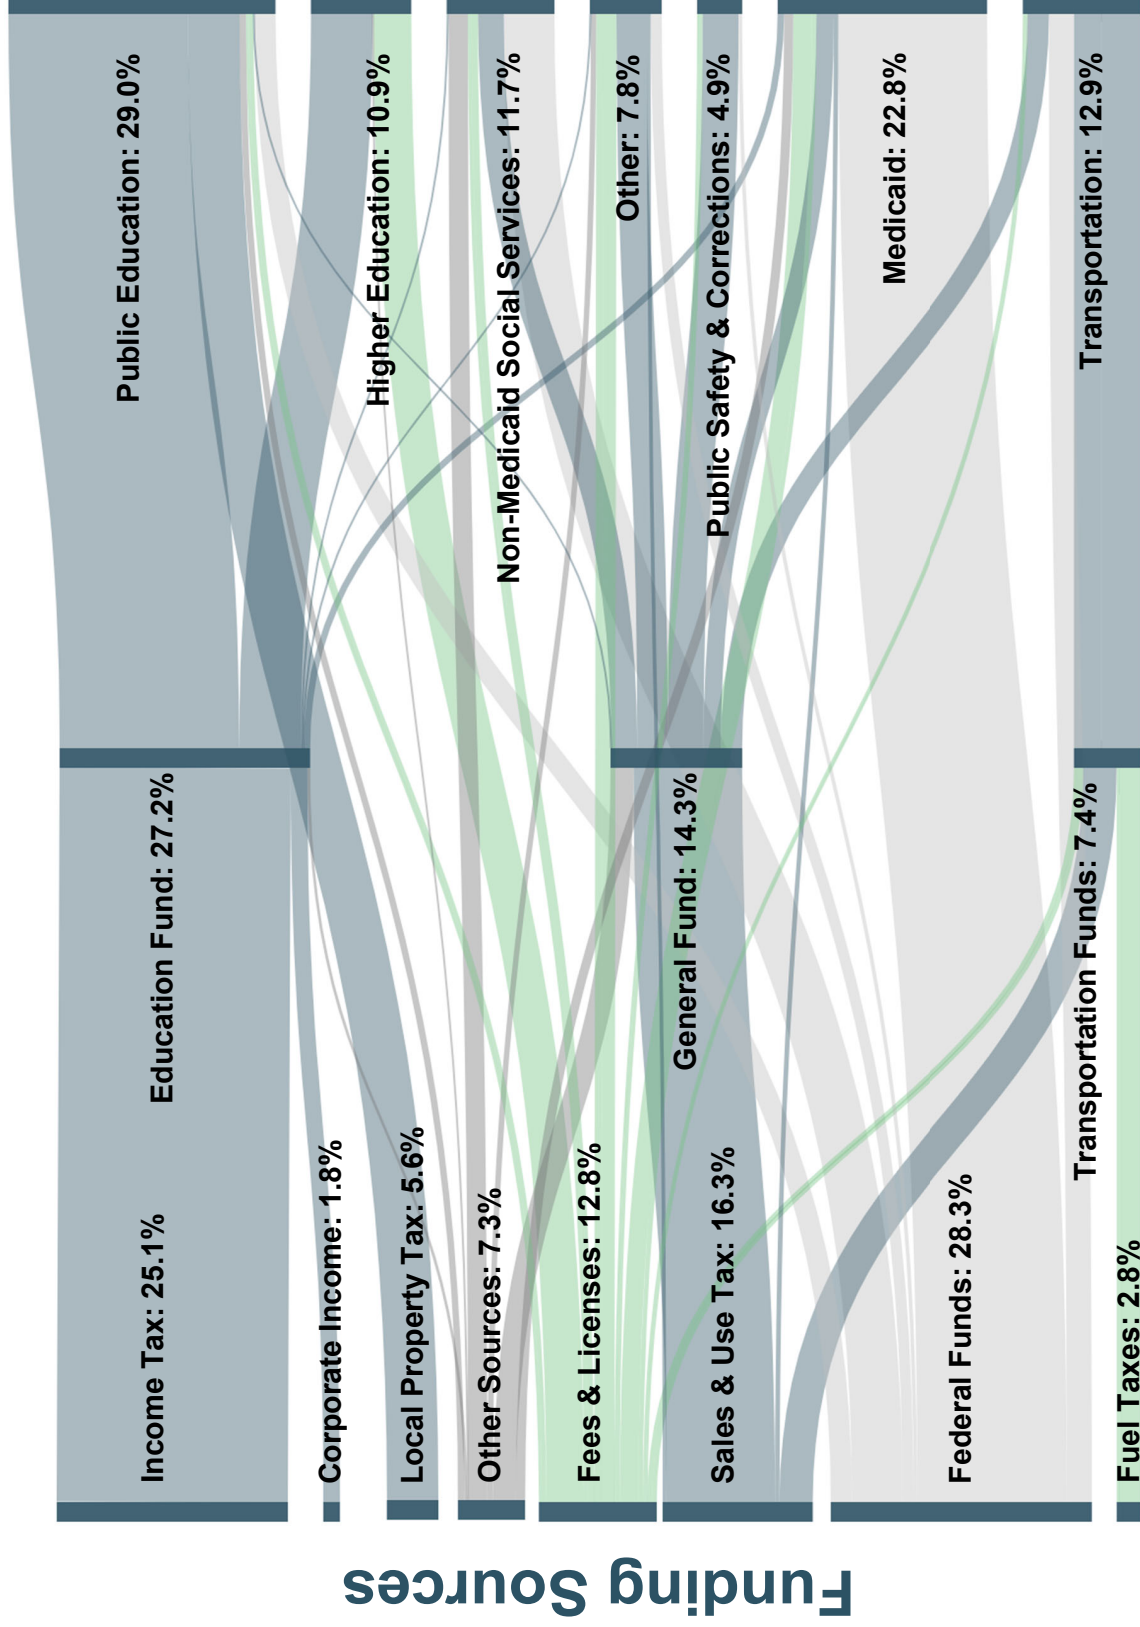 Funding Sources
Income Tax: 25.1%
Corporate Income: 1.8%
Local Property Tax: 5.6%
Other Sources: 7.3%
Fees & Licenses: 12.8%
Sales & Use Tax: 16.3%
Federal Funds: 28.3%
Fuel Taxes: 2.8%
Education Fund: 27.2%
General Fund: 14.3%
Transportation Funds: 7.4%
Public Education: 29.0%
Higher Education: 10.9%
Non-Medicaid Social Services: 11.7%
Other: 7.8%
Public Safety & Corrections: 4.9%
Medicaid: 22.8%
Transportation: 12.9%